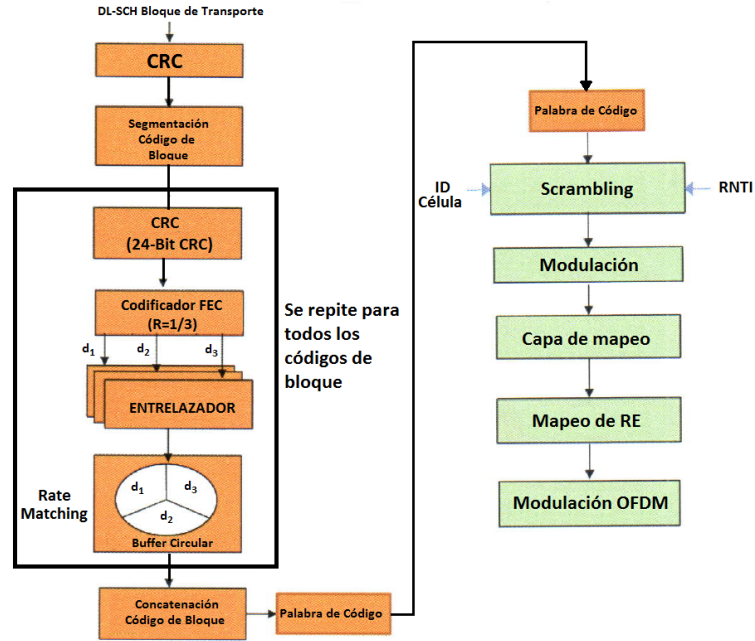 DL-SCH Bloque de Transporte
CRC
Segmentación
Código de
Bloque
CRC
(24-Bit CRC)
Codificador FEC
(R=1/3)
d1
d2
d3
ENTRELAZADOR
Rate
Matching
d1
d3
d2
Buffer Circular
Se repite para
todos los
códigos de
bloque
Concatenación
Código de Bloque
Palabra de Código
Palabra de Código
ID
Célula
Scrambling
RNTI
Modulación
Capa de mapeo
Mapeo de RE
Modulación OFDM